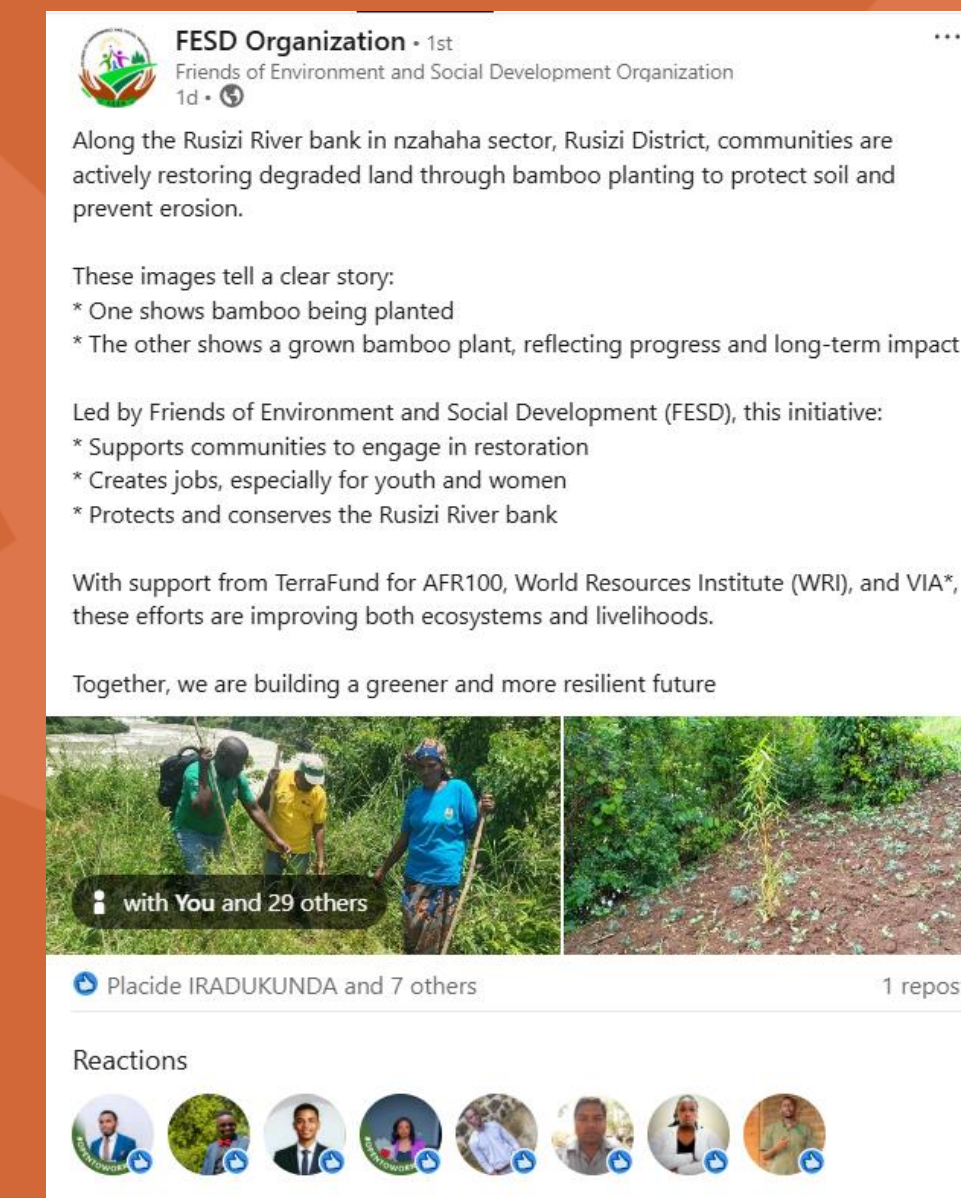 FESD Organization • 1st
Friends of Environment and Social Development Organization
1d •
Along the Rusizi River bank in nzahaha sector, Rusizi District, communities are
actively restoring degraded land through bamboo planting to protect soil and
prevent erosion.
These images tell a clear story:
* One shows bamboo being planted
* The other shows a grown bamboo plant, reflecting progress and long-term impact
Led by Friends of Environment and Social Development (FESD), this initiative:
* Supports communities to engage in restoration
* Creates jobs, especially for youth and women
* Protects and conserves the Rusizi River bank
With support from TerraFund for AFR100, World Resources Institute (WRI), and VIA*,
these efforts are improving both ecosystems and livelihoods.
Together, we are building a greener and more resilient future
with You and 29 others
Placide IRADUKUNDA and 7 others
1 repos
Reactions
#OPENTOWORK
#OPENTOWORK